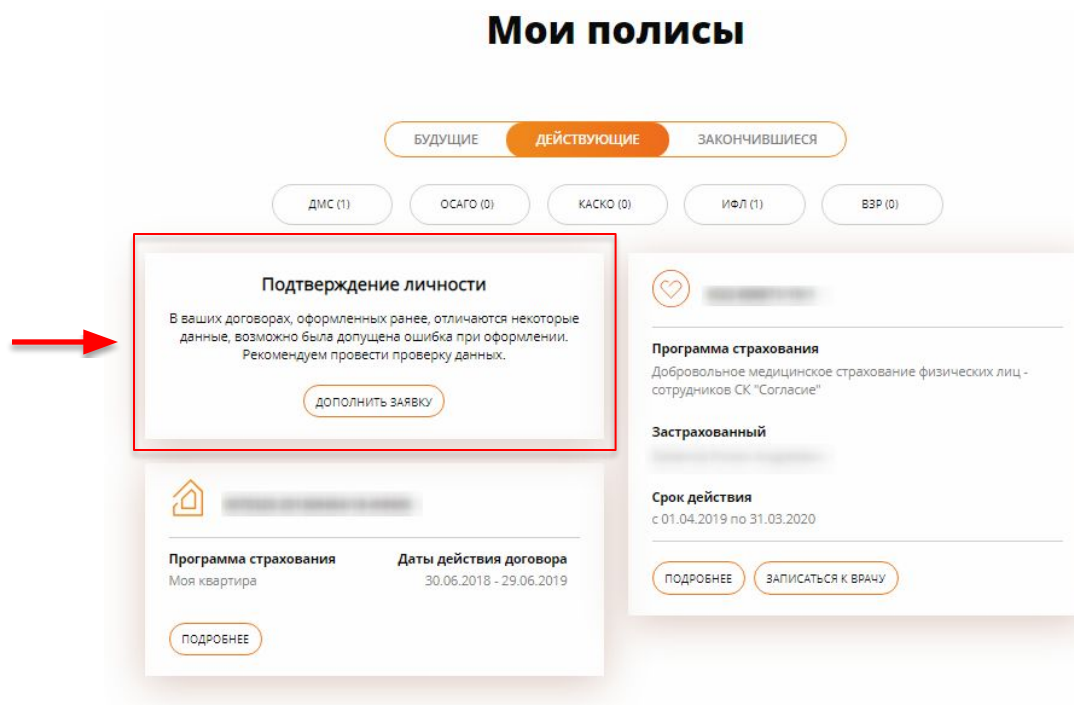 Мои полисы
БУДУЩИЕ
ДЕЙСТВУЮЩИЕ
ЗАКОНЧИВШИЕСЯ
ДМС (1)
ОСАГО (0)
КАСКО (0)
ИФЛ (1)
ВЗР (0)
Подтверждение личности
В ваших договорах, оформленных ранее, отличаются некоторые
данные, возможно была допущена ошибка при оформлении.
Рекомендуем провести проверку данных.
ДОПОЛНИТЬ ЗАЯВКУ
Программа страхования
Моя квартира
Даты действия договора
30.06.2018 - 29.06.2019
ПОДРОБНЕЕ
Программа страхования
Добровольное медицинское страхование физических лиц -
сотрудников СК "Согласие"
Застрахованный
Срок действия
с 01.04.2019 по 31.03.2020
ПОДРОБНЕЕ
ЗАПИСАТЬСЯ К ВРАЧУ